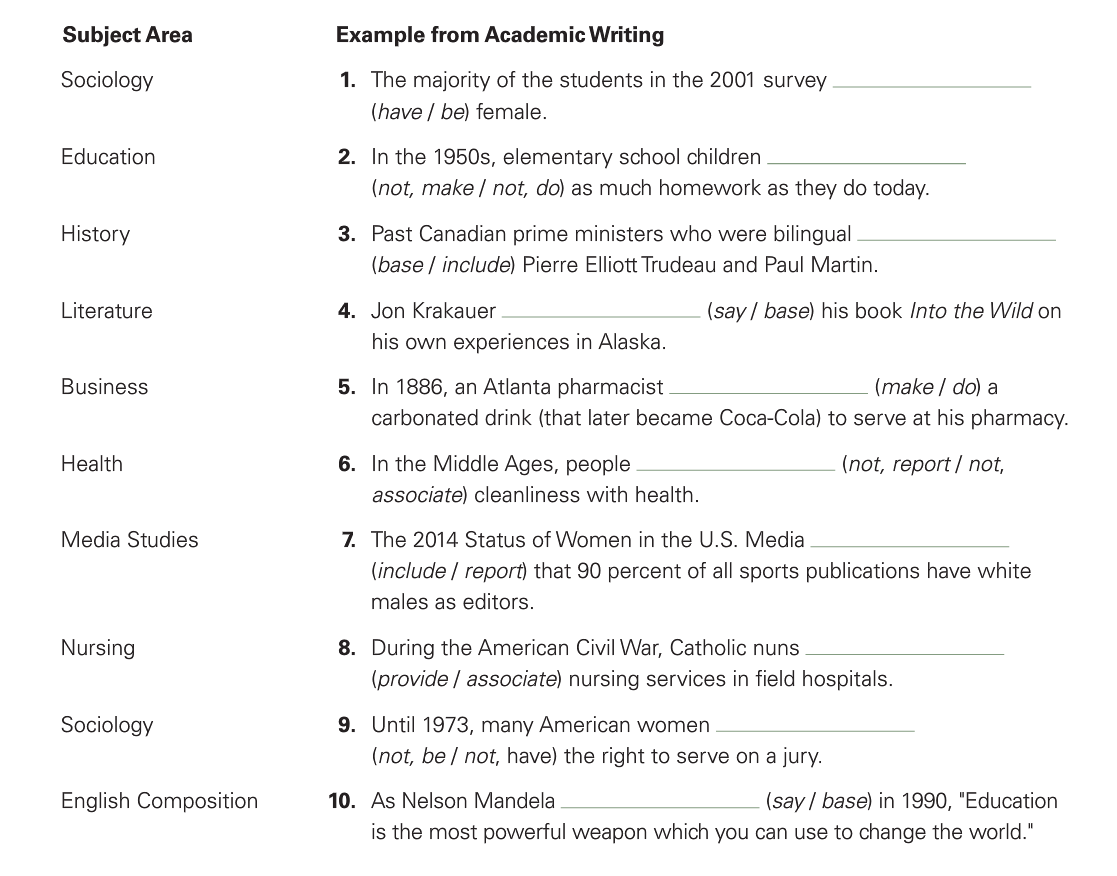 Subject Area Example from Academic Writing
Sociology 1. The majority of the students in the 2001 survey ____________________
(have / be) female.
Education 2. In the 1950s, elementary school children ____________________
(not, make / not, do) as much homework as they do today.
History 3. Past Canadian prime ministers who were bilingual ____________________
(base / include) Pierre Elliott Trudeau and Paul Martin.
Literature 4. Jon Krakauer ____________________ (say / base) his book Into the Wild on
his own experiences in Alaska.
Business 5. In 1886, an Atlanta pharmacist ____________________ (make / do) a
carbonated drink (that later became Coca-Cola) to serve at his pharmacy.
Health 6. In the Middle Ages, people ____________________ (not, report / not,
associate) cleanliness with health.
Media Studies 7. The 2014 Status of Women in the U.S. Media ____________________
(include / report) that 90 percent of all sports publications have white
males as editors.
Nursing 8. During the American Civil War, Catholic nuns ____________________
(provide / associate) nursing services in field hospitals.
Sociology 9. Until 1973, many American women ____________________
(not, be / not, have) the right to serve on a jury.
English Composition 10. As Nelson Mandela ____________________ (say / base) in 1990, "Education
is the most powerful weapon which you can use to change the world."